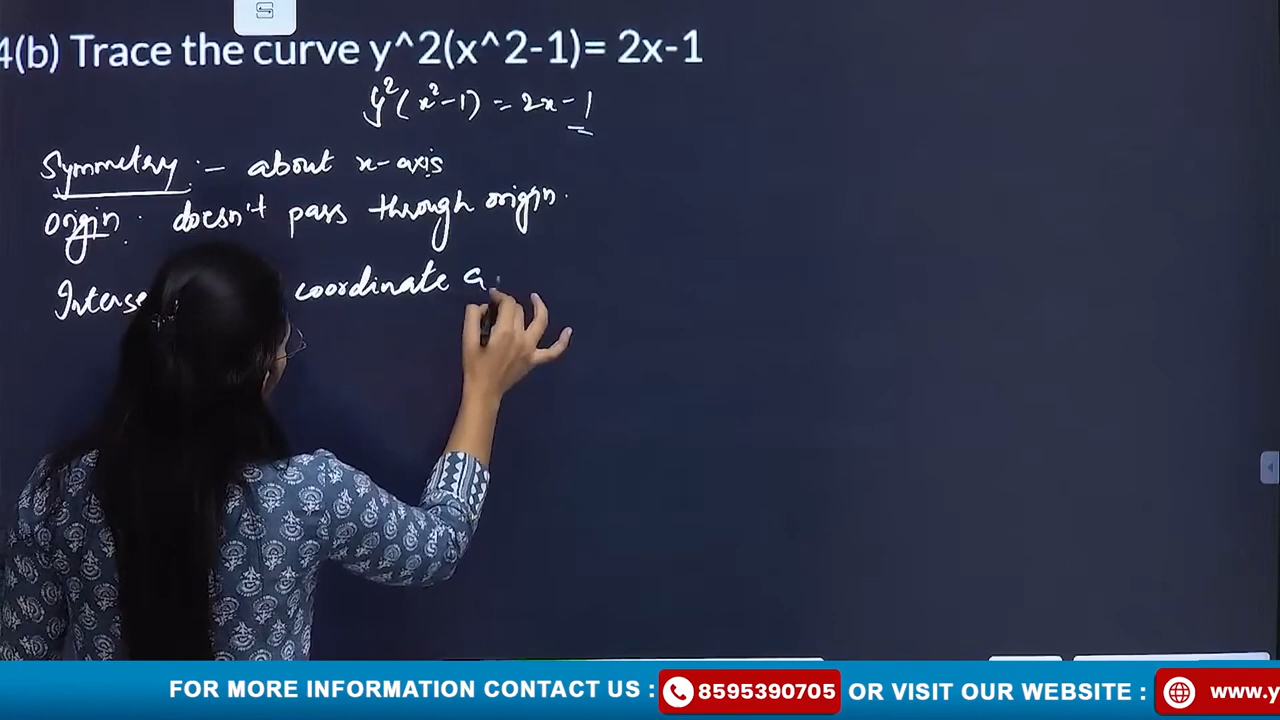 4(b) Trace the curve y^2(x^2-1)= 2x-1
y²(x²-1) = 2x-1
Symmetry :- about x-axis
Origin: doesn't pass through origin.
coordinate a
FOR MORE INFORMATION CONTACT US : 8595390705 OR VISIT OUR WEBSITE : www.y